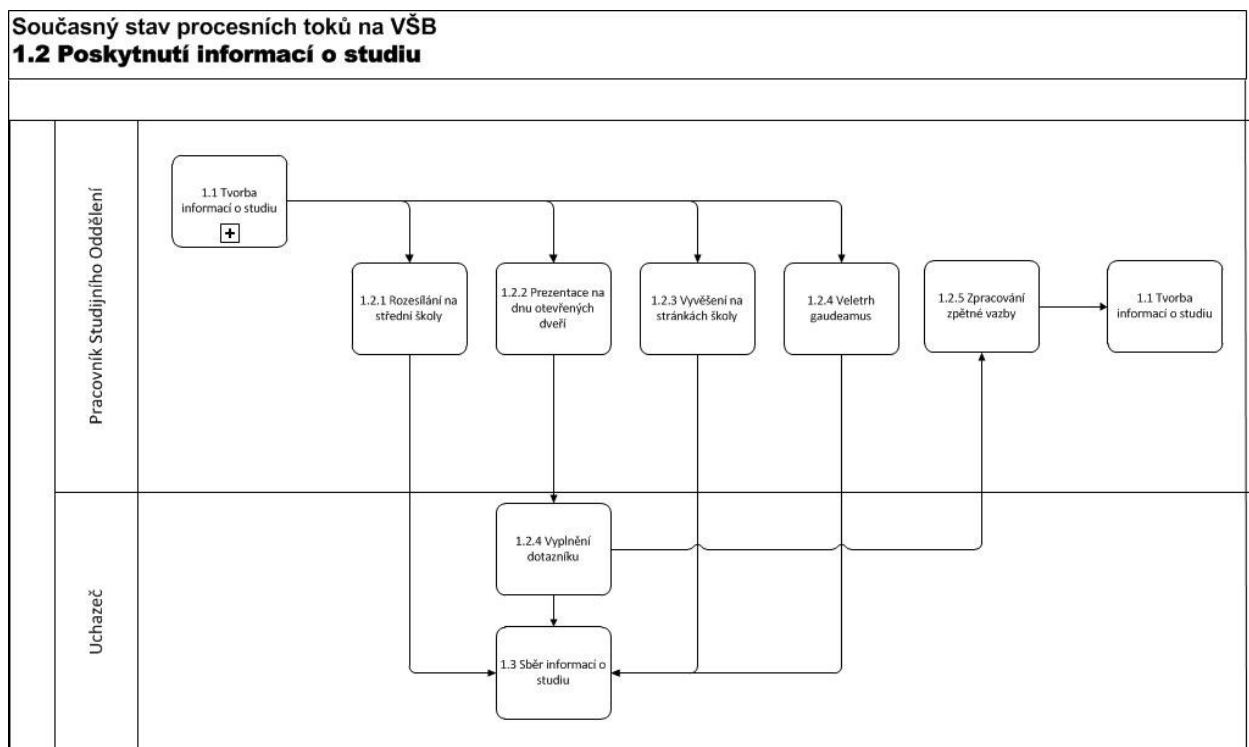 Současný stav procesních toků na VŠB
1.2 Poskytnutí informací o studiu
Pracovník Studijního Oddělení
1.1 Tvorba
informací o studiu
1.2.1 Rozesílání na
střední školy
1.2.2 Prezentace na
dnu otevřených
dveří
1.2.3 Vyvěšení na
stránkách školy
1.2.4 Veletrh
gaudeamus
1.2.5 Zpracování
zpětné vazby
1.1 Tvorba
informací o studiu
Uchazeč
1.2.4 Vyplnění
dotazníku
1.3 Sběr informací o
studiu